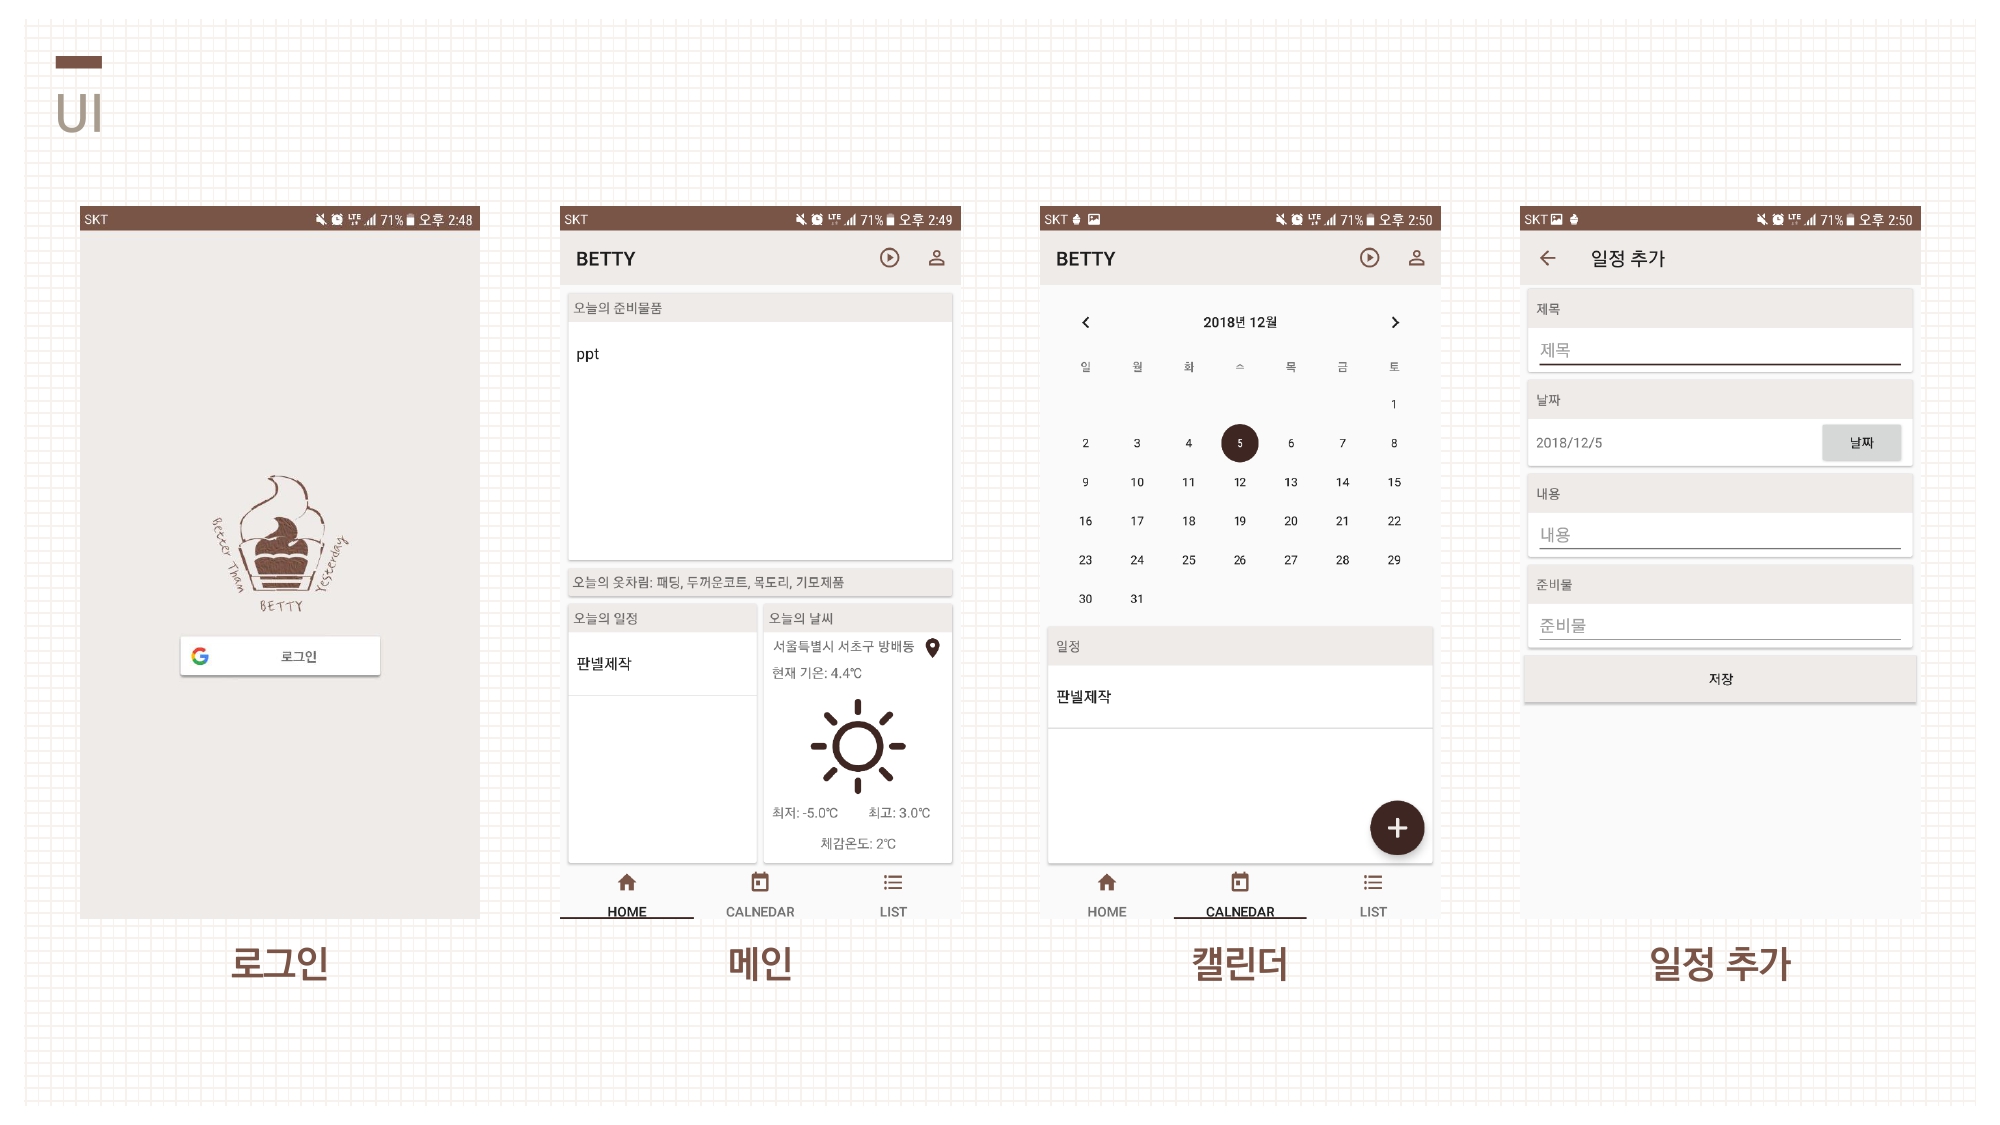 UI
SKT LTE 71% 오후 2:48
Better Than Yesterday
BETTY
로그인
로그인
SKT LTE 71% 오후 2:49
BETTY
오늘의 준비물품
ppt
오늘의 옷차림: 패딩, 두꺼운코트, 목도리, 기모제품
오늘의 일정
판넬제작
오늘의 날씨
서울특별시 서초구 방배동
현재 기온: 4.4℃
최저: -5.0℃ 최고: 3.0℃
체감온도: 2℃
HOME CALNEDAR LIST
메인
SKT LTE 71% 오후 2:50
BETTY
2018년 12월
일 월 화 수 목 금 토
1
2 3 4 5 6 7 8
9 10 11 12 13 14 15
16 17 18 19 20 21 22
23 24 25 26 27 28 29
30 31
일정
판넬제작
HOME CALNEDAR LIST
캘린더
SKT LTE 71% 오후 2:50
일정 추가
제목
제목
날짜
2018/12/5 날짜
내용
내용
준비물
준비물
저장
일정 추가